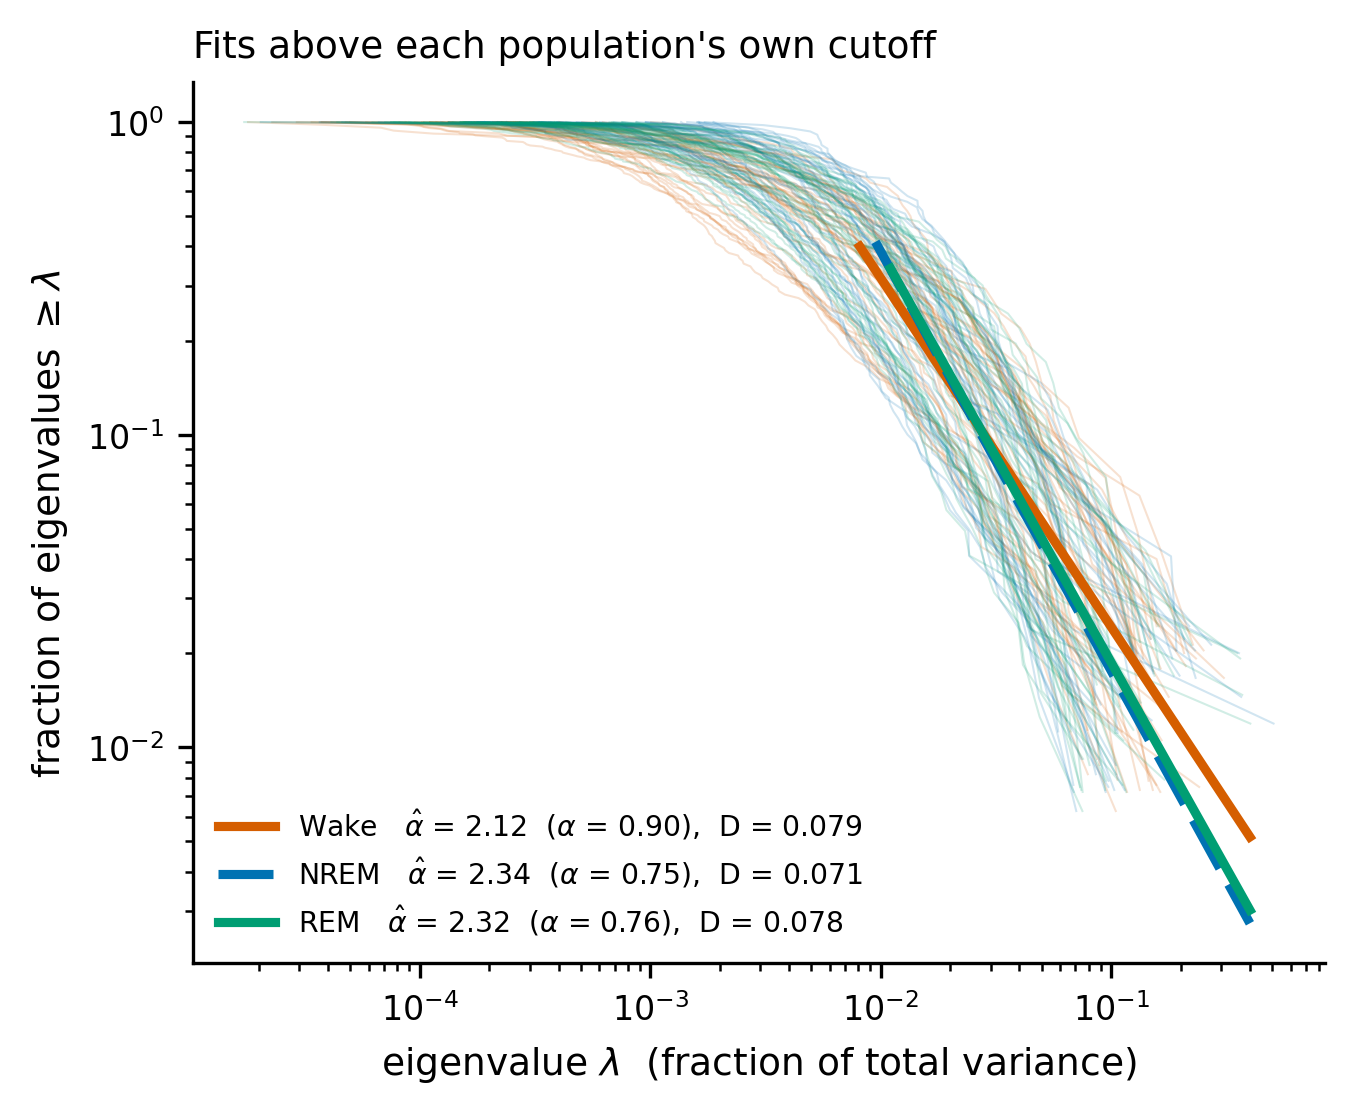 Fits above each population's own cutoff
10⁰
10⁻¹
10⁻²
fraction of eigenvalues ≥ λ
Wake α̂ = 2.12 (α = 0.90), D = 0.079
NREM α̂ = 2.34 (α = 0.75), D = 0.071
REM α̂ = 2.32 (α = 0.76), D = 0.078
10⁻⁴ 10⁻³ 10⁻² 10⁻¹
eigenvalue λ (fraction of total variance)